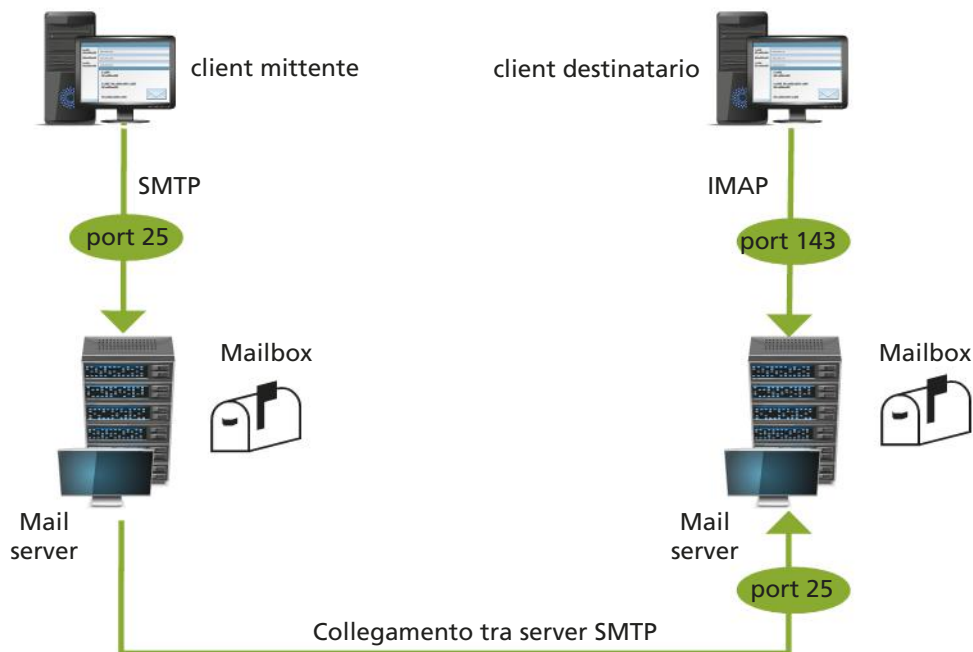 client mittente
client destinatario
SMTP
IMAP
port 25
port 143
Mailbox
Mailbox
Mail
server
Mail
server
port 25
Collegamento tra server SMTP